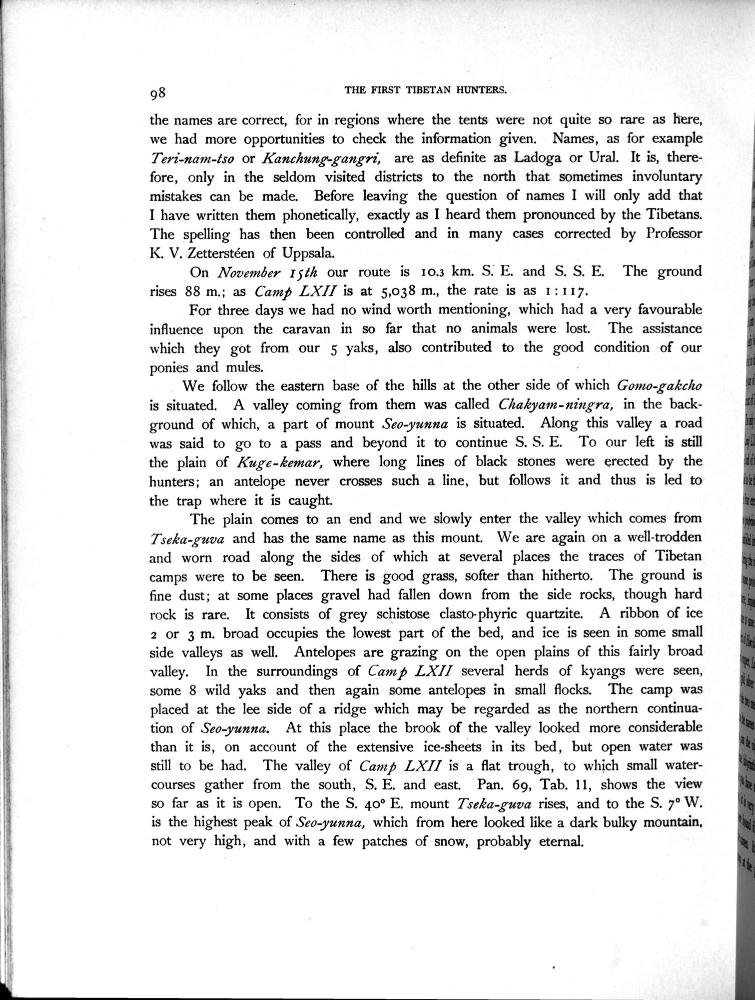 98
THE FIRST TIBETAN HUNTERS.
the names are correct, for in regions where the tents were not quite so rare as here,
we had more opportunities to check the information given. Names, as for example
Teri-nam-tso or Kanchung-gangri, are as definite as Ladoga or Ural. It is, there-
fore, only in the seldom visited districts to the north that sometimes involuntary
mistakes can be made. Before leaving the question of names I will only add that
I have written them phonetically, exactly as I heard them pronounced by the Tibetans.
The spelling has then been controlled and in many cases corrected by Professor
K. V. Zetterstéen of Uppsala.
On November 15th our route is 10.3 km. S. E. and S. S. E. The ground
rises 88 m.; as Camp LXII is at 5,038 m., the rate is as 1 : 117.
For three days we had no wind worth mentioning, which had a very favourable
influence upon the caravan in so far that no animals were lost. The assistance
which they got from our 5 yaks, also contributed to the good condition of our
ponies and mules.
We follow the eastern base of the hills at the other side of which Gomo-gakcho
is situated. A valley coming from them was called Chakyam-ningra, in the back-
ground of which, a part of mount Seo-yunna is situated. Along this valley a road
was said to go to a pass and beyond it to continue S. S. E. To our left is still
the plain of Kuge-kemar, where long lines of black stones were erected by the
hunters; an antelope never crosses such a line, but follows it and thus is led to
the trap where it is caught.
The plain comes to an end and we slowly enter the valley which comes from
Tseka-guva and has the same name as this mount. We are again on a well-trodden
and worn road along the sides of which at several places the traces of Tibetan
camps were to be seen. There is good grass, softer than hitherto. The ground is
fine dust; at some places gravel had fallen down from the side rocks, though hard
rock is rare. It consists of grey schistose clasto-phyric quartzite. A ribbon of ice
2 or 3 m. broad occupies the lowest part of the bed, and ice is seen in some small
side valleys as well. Antelopes are grazing on the open plains of this fairly broad
valley. In the surroundings of Camp LXII several herds of kyangs were seen,
some 8 wild yaks and then again some antelopes in small flocks. The camp was
placed at the lee side of a ridge which may be regarded as the northern continua-
tion of Seo-yunna. At this place the brook of the valley looked more considerable
than it is, on account of the extensive ice-sheets in its bed, but open water was
still to be had. The valley of Camp LXII is a flat trough, to which small water-
courses gather from the south, S. E. and east. Pan. 69, Tab. 11, shows the view
so far as it is open. To the S. 40° E. mount Tseka-guva rises, and to the S. 7° W.
is the highest peak of Seo-yunna, which from here looked like a dark bulky mountain,
not very high, and with a few patches of snow, probably eternal.